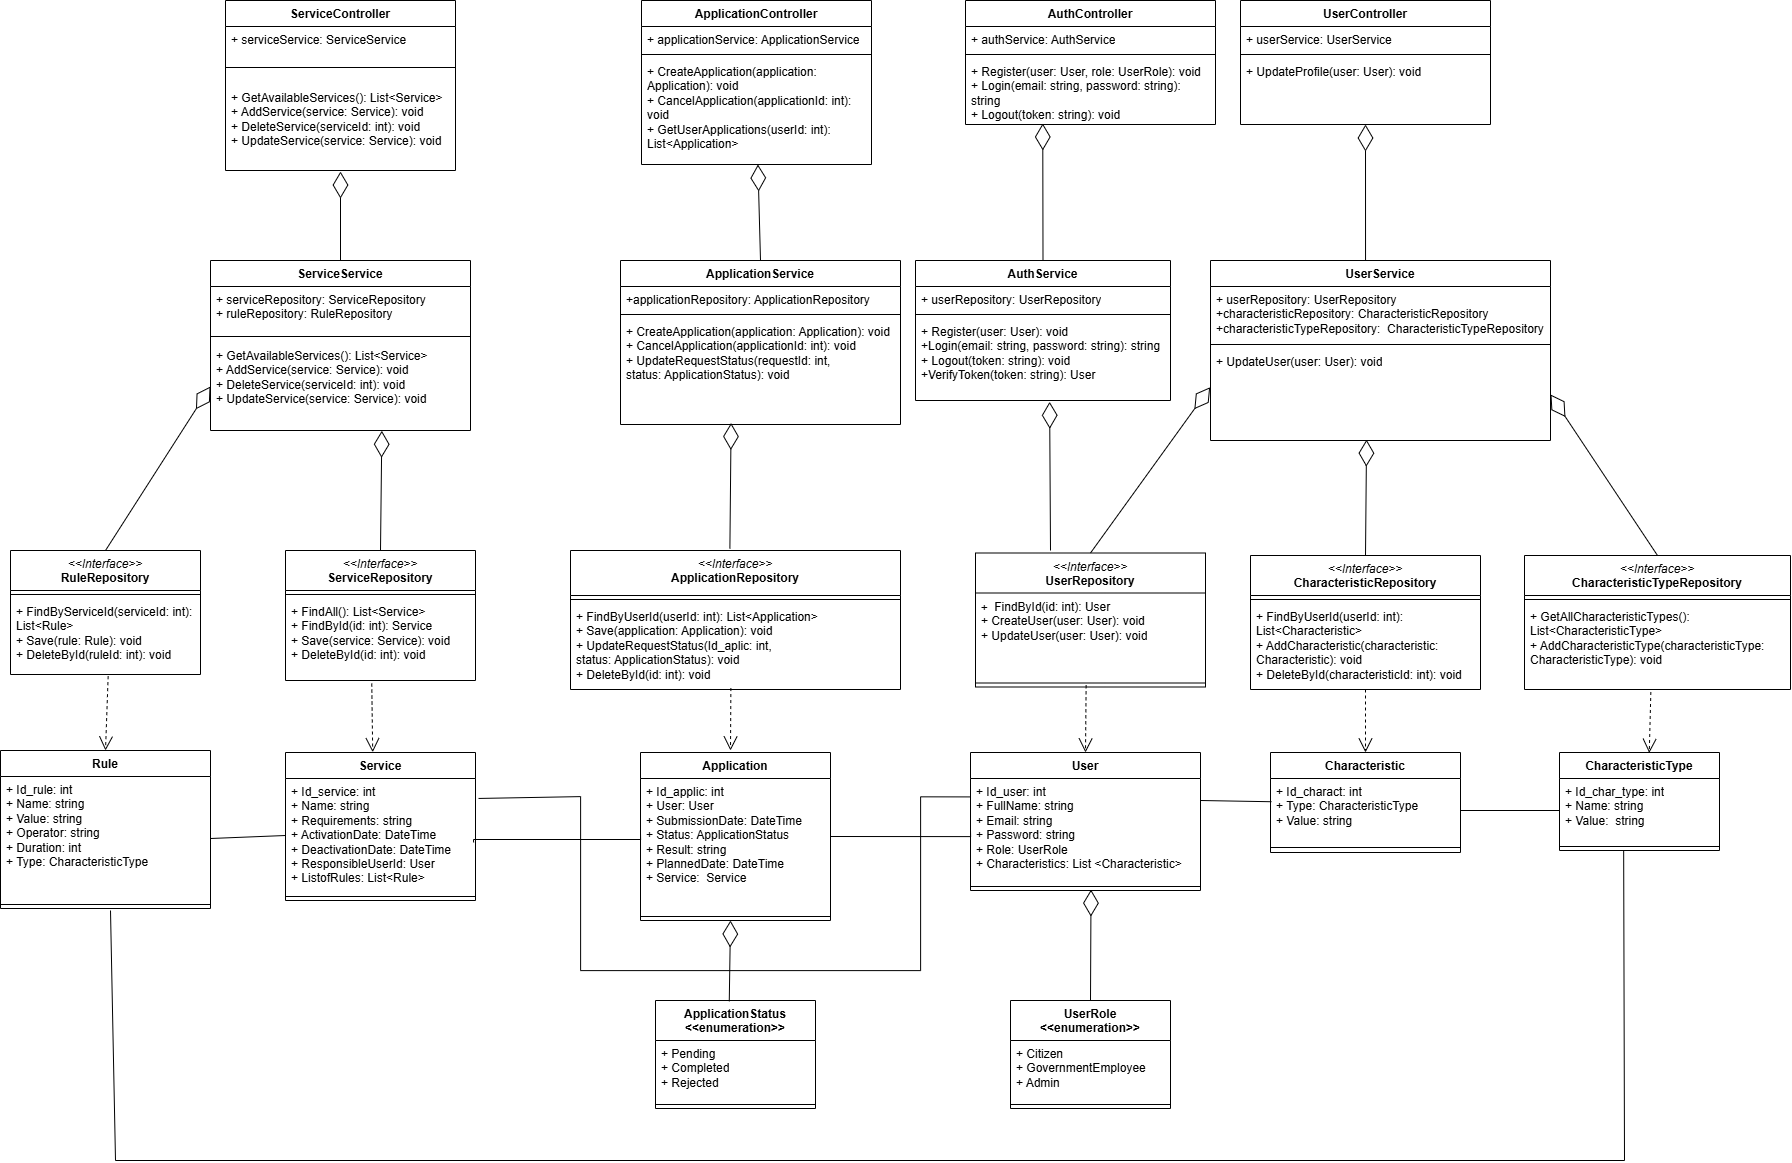 ServiceController
+ serviceService: ServiceService
+ GetAvailableServices(): List<Service>
+ AddService(service: Service): void
+ DeleteService(serviceId: int): void
+ UpdateService(service: Service): void
ApplicationController
+ applicationService: ApplicationService
+ CreateApplication(application:
Application): void
+ CancelApplication(applicationId: int):
void
+ GetUserApplications(userId: int):
List<Application>
AuthController
+ authService: AuthService
+ Register(user: User, role: UserRole): void
+ Login(email: string, password: string):
string
+ Logout(token: string): void
UserController
+ userService: UserService
+ UpdateProfile(user: User): void
ServiceService
+ serviceRepository: ServiceRepository
+ ruleRepository: RuleRepository
+ GetAvailableServices(): List<Service>
+ AddService(service: Service): void
+ DeleteService(serviceId: int): void
+ UpdateService(service: Service): void
ApplicationService
+applicationRepository: ApplicationRepository
+ CreateApplication(application: Application): void
+ CancelApplication(applicationId: int): void
+ UpdateRequestStatus(requestId: int,
status: ApplicationStatus): void
AuthService
+ userRepository: UserRepository
+ Register(user: User): void
+Login(email: string, password: string): string
+ Logout(token: string): void
+VerifyToken(token: string): User
UserService
+ userRepository: UserRepository
+characteristicRepository: CharacteristicRepository
+characteristicTypeRepository:  CharacteristicTypeRepository
+ UpdateUser(user: User): void
<<Interface>>
RuleRepository
+ FindByServiceId(serviceId: int):
List<Rule>
+ Save(rule: Rule): void
+ DeleteById(ruleId: int): void
<<Interface>>
ServiceRepository
+ FindAll(): List<Service>
+ FindById(id: int): Service
+ Save(service: Service): void
+ DeleteById(id: int): void
<<Interface>>
ApplicationRepository
+ FindByUserId(userId: int): List<Application>
+ Save(application: Application): void
+ UpdateRequestStatus(Id_aplic: int,
status: ApplicationStatus): void
+ DeleteById(id: int): void
<<Interface>>
UserRepository
+  FindById(id: int): User
+ CreateUser(user: User): void
+ UpdateUser(user: User): void
<<Interface>>
CharacteristicRepository
+ FindByUserId(userId: int):
List<Characteristic>
+ AddCharacteristic(characteristic:
Characteristic): void
+ DeleteById(characteristicId: int): void
<<Interface>>
CharacteristicTypeRepository
+ GetAllCharacteristicTypes():
List<CharacteristicType>
+ AddCharacteristicType(characteristicType:
CharacteristicType): void
Rule
+ Id_rule: int
+ Name: string
+ Value: string
+ Operator: string
+ Duration: int
+ Type: CharacteristicType
Service
+ Id_service: int
+ Name: string
+ Requirements: string
+ ActivationDate: DateTime
+ DeactivationDate: DateTime
+ ResponsibleUserId: User
+ ListofRules: List<Rule>
Application
+ Id_applic: int
+ User: User
+ SubmissionDate: DateTime
+ Status: ApplicationStatus
+ Result: string
+ PlannedDate: DateTime
+ Service:  Service
User
+ Id_user: int
+ FullName: string
+ Email: string
+ Password: string
+ Role: UserRole
+ Characteristics: List <Characteristic>
Characteristic
+ Id_charact: int
+ Type: CharacteristicType
+ Value: string
CharacteristicType
+ Id_char_type: int
+ Name: string
+ Value:  string
ApplicationStatus
<<enumeration>>
+ Pending
+ Completed
+ Rejected
UserRole
<<enumeration>>
+ Citizen
+ GovernmentEmployee
+ Admin